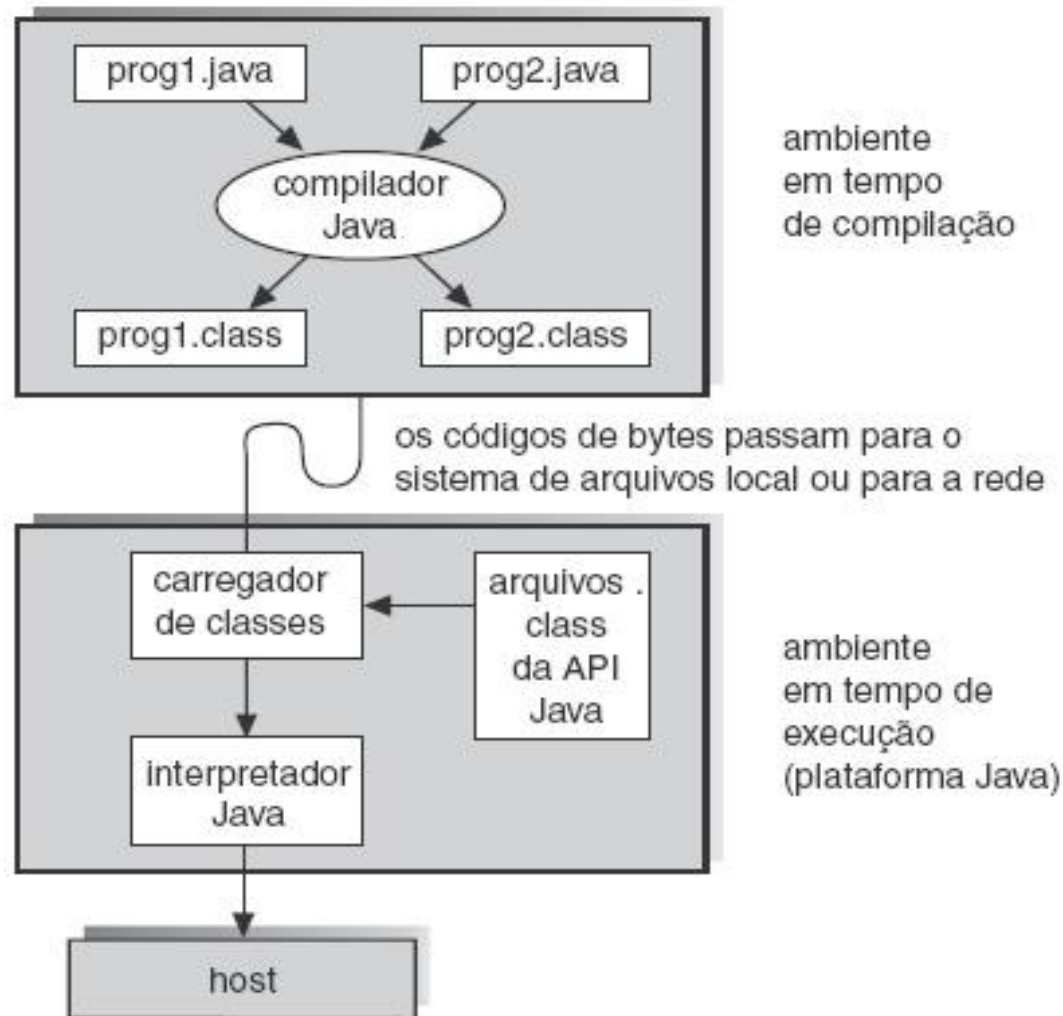 prog1.java
prog2.java
compilador
Java
prog1.class
prog2.class
ambiente
em tempo
de compilação
os códigos de bytes passam para o
sistema de arquivos local ou para a rede
carregador
de classes
arquivos .
class
da API
Java
interpretador
Java
ambiente
em tempo de
execução
(plataforma Java)
host